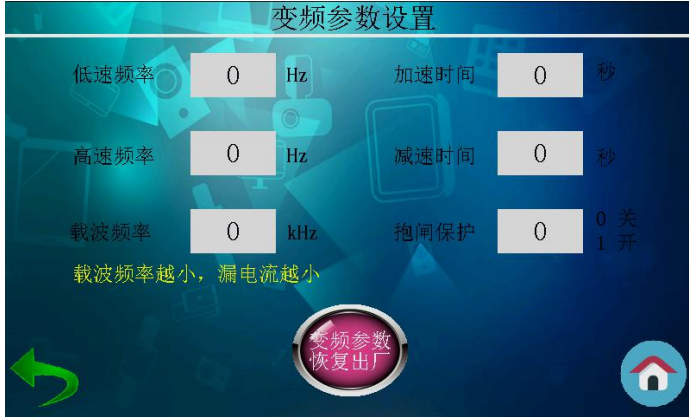 变频参数设置
低速频率 0 Hz 加速时间 0 秒
高速频率 0 Hz 减速时间 0 秒
载波频率 0 kHz 抱闸保护 0 0 关
1 开
载波频率越小，漏电流越小
变频参数
恢复出厂